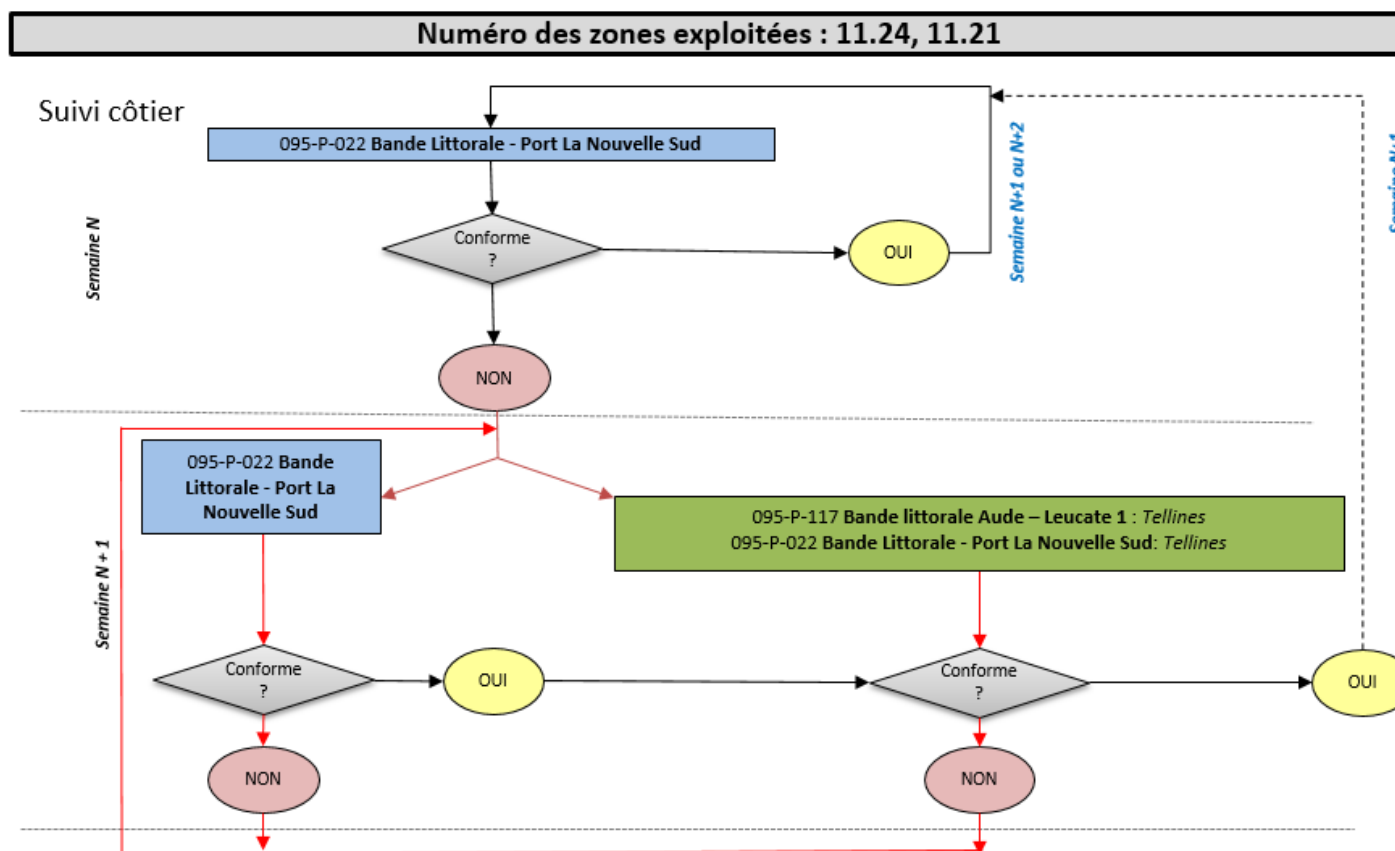 Numéro des zones exploitées : 11.24, 11.21
Suivi côtier
095-P-022 Bande Littorale - Port La Nouvelle Sud
Semaine N+1 ou N+2
Semaine N+1
Semaine N
Conforme
?
OUI
NON
095-P-022 Bande
Littorale - Port La
Nouvelle Sud
095-P-117 Bande littorale Aude – Leucate 1 : Tellines
095-P-022 Bande Littorale - Port La Nouvelle Sud: Tellines
Semaine N + 1
Conforme
?
OUI
Conforme
?
OUI
NON
NON